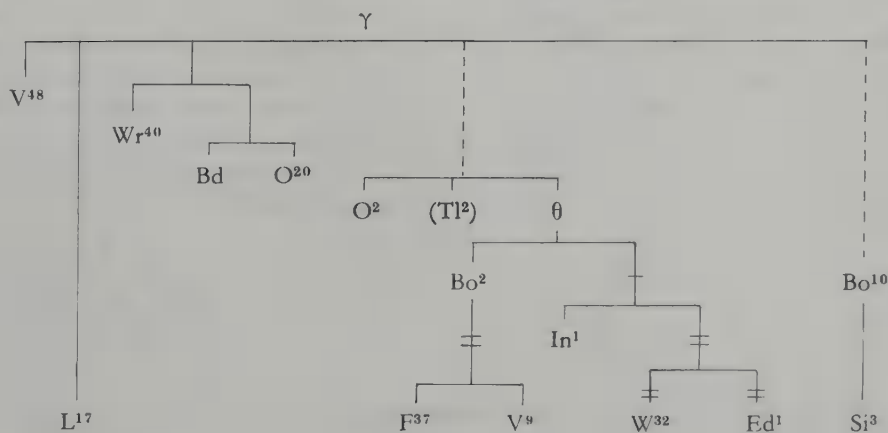 γ
V⁴⁸
Wr⁴⁰
Bd O²⁰
O² (Tl²) θ
Bo² Bo¹⁰
In¹
L¹⁷ F³⁷ V⁹ W³² Ed¹ Si³